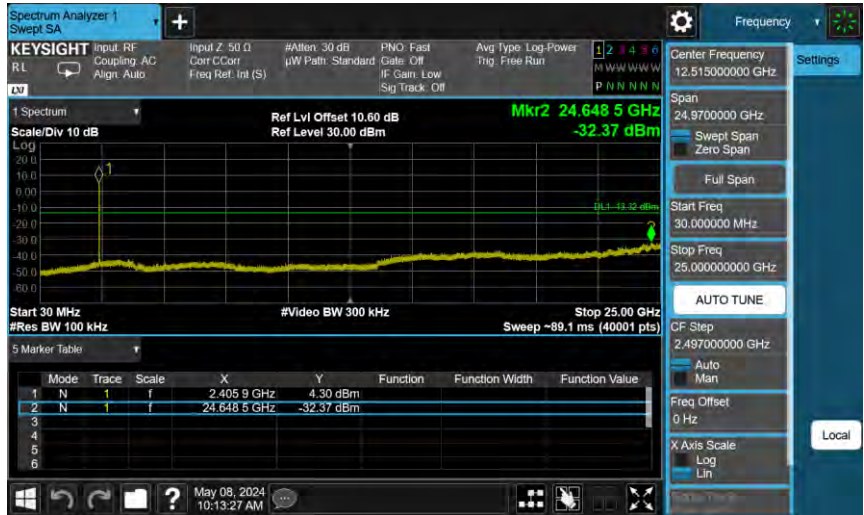 Spectrum Analyzer 1
Swept SA
Frequency
KEYSIGHT
RL
LXI
Input: RF
Coupling: AC
Align: Auto
Input Z: 50 Ω
Corr CCorr
Freq Ref: Int (S)
#Atten: 30 dB
µW Path: Standard
PNO: Fast
Gate: Off
IF Gain: Low
Sig Track: Off
Avg Type: Log-Power
Trig: Free Run
1 2 3 4 5 6
M W W W W W
P N N N N N
1 Spectrum
Scale/Div 10 dB
Ref Lvl Offset 10.60 dB
Ref Level 30.00 dBm
Mkr2 24.648 5 GHz
-32.37 dBm
Log
20.0
10.0
0.00
-10.0
-20.0
-30.0
-40.0
-50.0
-60.0
1
2
Start 30 MHz
#Res BW 100 kHz
#Video BW 300 kHz
Stop 25.00 GHz
Sweep ~89.1 ms (40001 pts)
5 Marker Table
Mode Trace Scale X Y Function Function Width Function Value
1 N 1 f 2.405 9 GHz 4.30 dBm
2 N 1 f 24.648 5 GHz -32.37 dBm
3
4
5
6
May 08, 2024
10:13:27 AM
?
Center Frequency
12.515000000 GHz
Span
24.9700000 GHz
Swept Span
Zero Span
Full Span
Start Freq
30.000000 MHz
Stop Freq
25.000000000 GHz
AUTO TUNE
CF Step
2.497000000 GHz
Auto
Man
Freq Offset
0 Hz
X Axis Scale
Log
Lin
Settings
Local